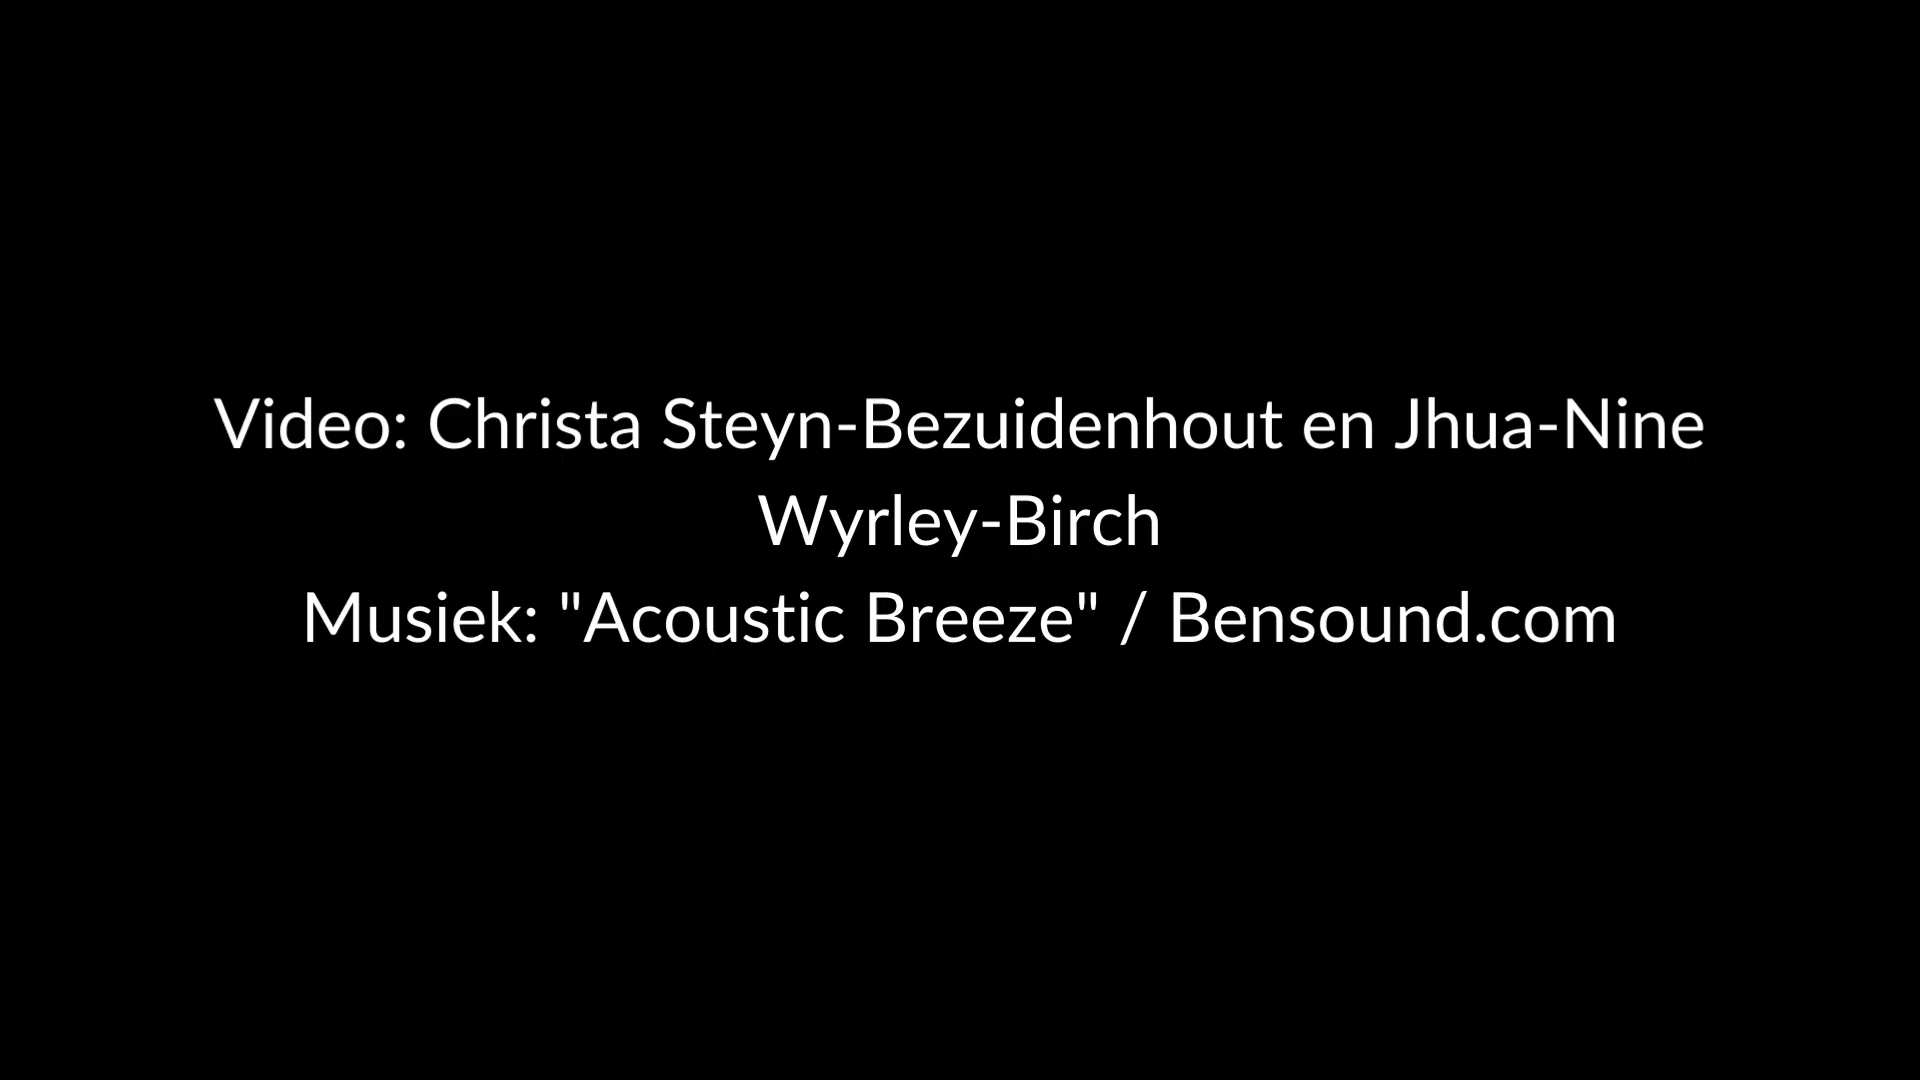 Video: Christa Steyn-Bezuidenhout en Jhua-Nine
Wyrley-Birch
Musiek: "Acoustic Breeze" / Bensound.com